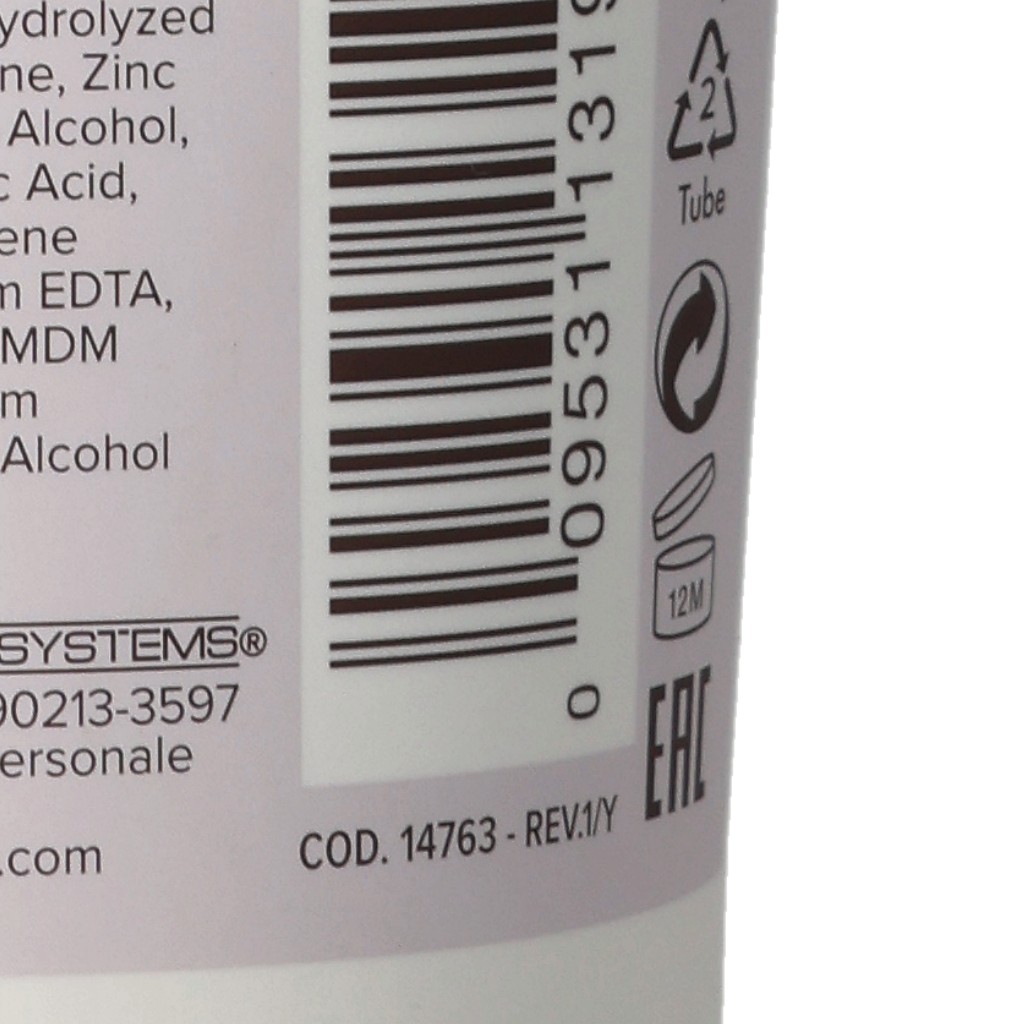 ydrolyzed
ne, Zinc
Alcohol,
c Acid,
ene
m EDTA,
MDM
m
Alcohol
SYSTEMS®
90213-3597
ersonale
.com
0 09531 1319
COD. 14763 - REV.1/Y
2
Tube
12M
EAC